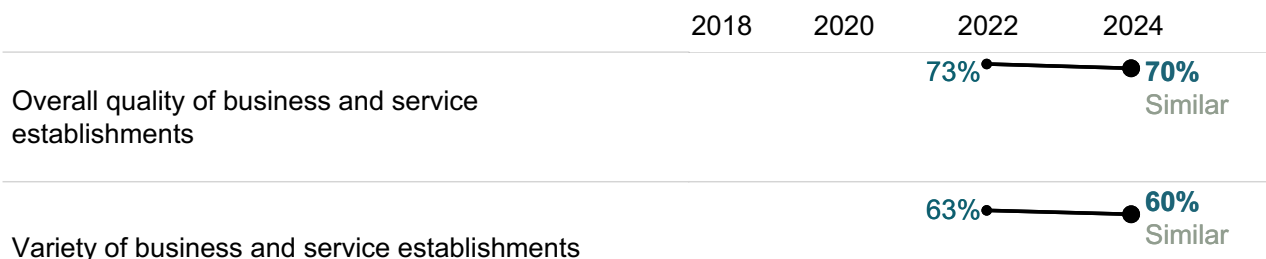 2018 2020 2022 2024
73% 70%
Similar
Overall quality of business and service
establishments
63% 60%
Similar
Variety of business and service establishments